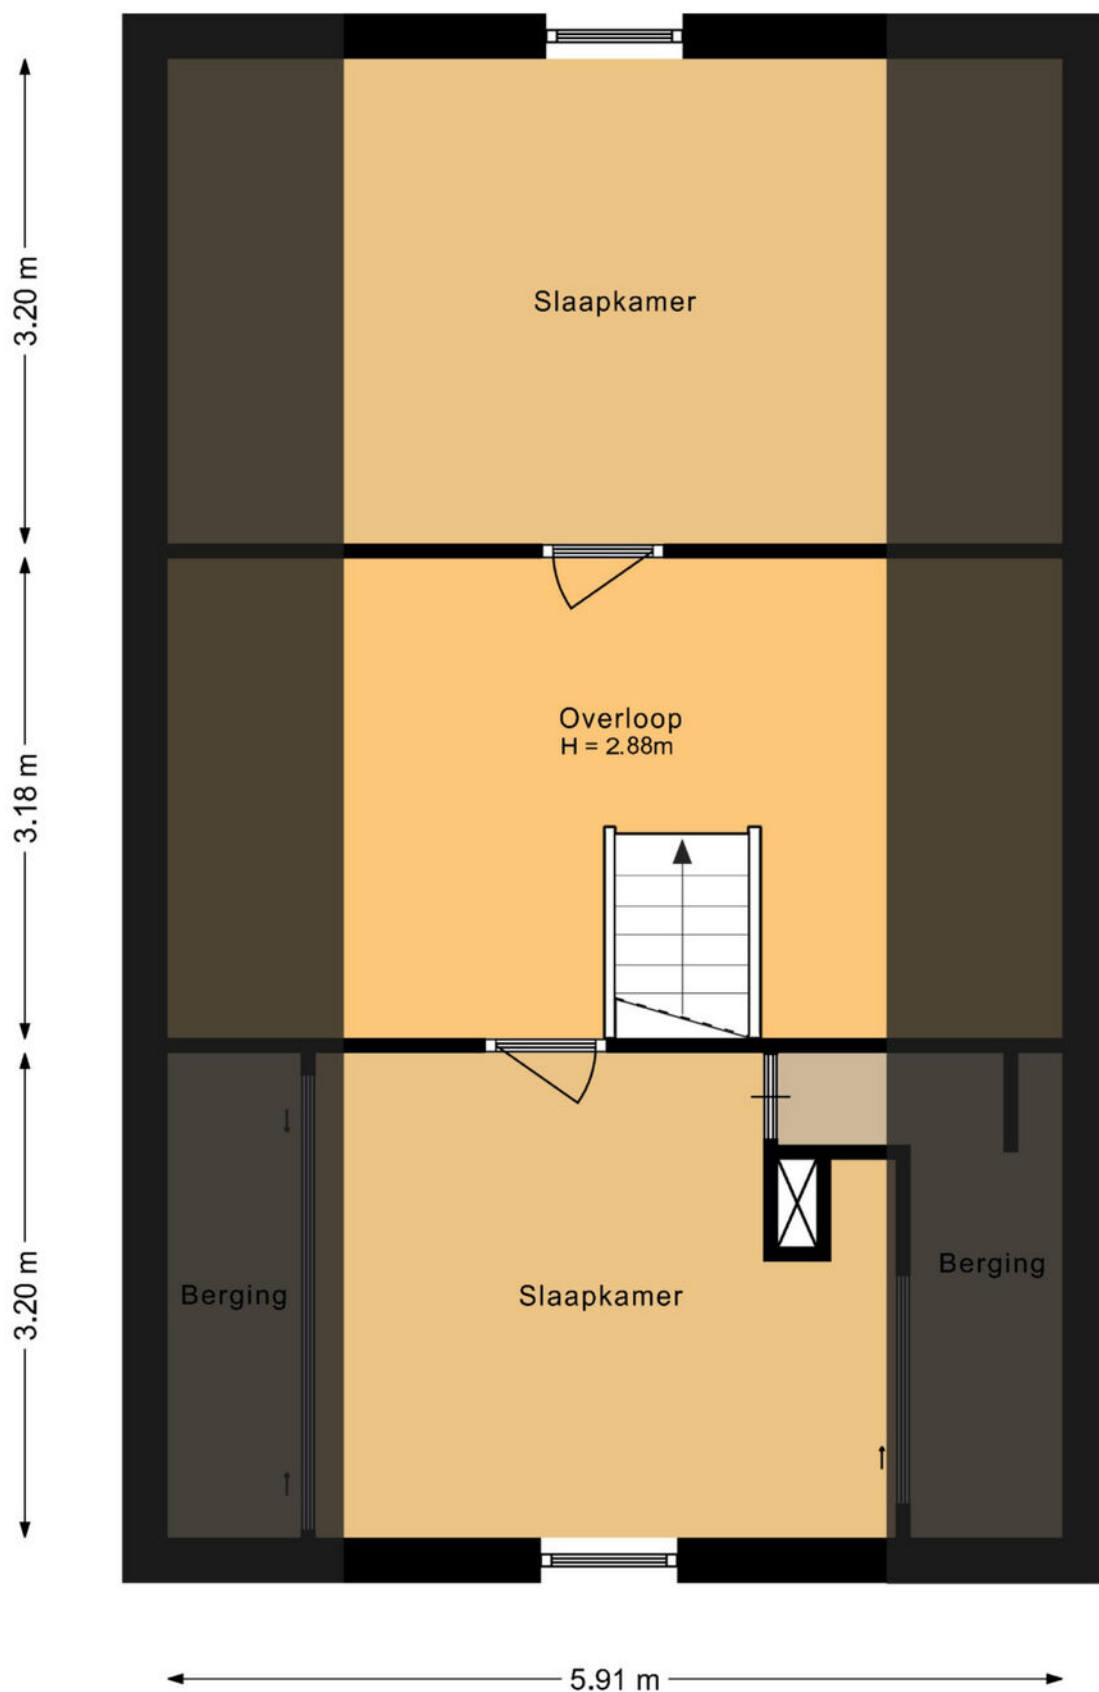 3.20 m
Slaapkamer
Overloop
H = 2.88m
3.18 m
Berging
Slaapkamer
Berging
3.20 m
5.91 m